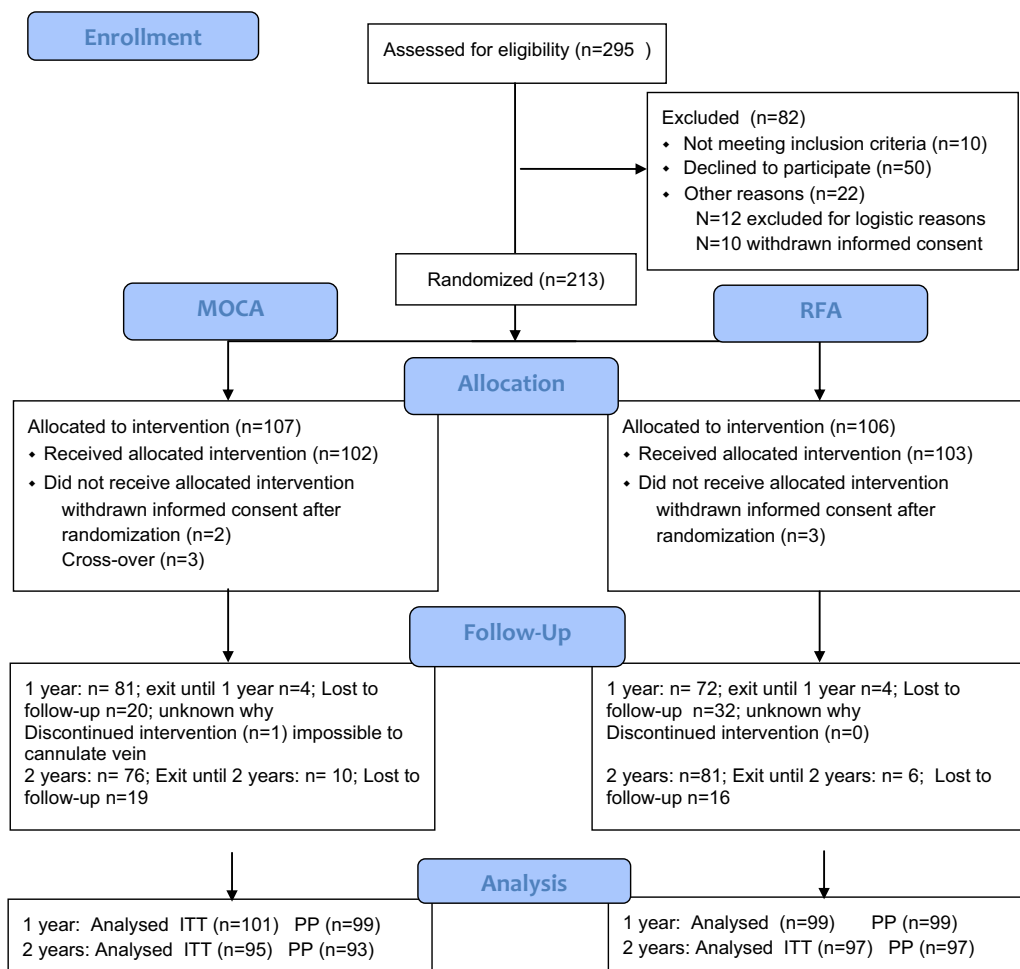 Enrollment
Assessed for eligibility (n=295 )
Excluded (n=82)
⬩ Not meeting inclusion criteria (n=10)
⬩ Declined to participate (n=50)
⬩ Other reasons (n=22)
N=12 excluded for logistic reasons
N=10 withdrawn informed consent
Randomized (n=213)
MOCA
RFA
Allocation
Allocated to intervention (n=107)
⬩ Received allocated intervention (n=102)
⬩ Did not receive allocated intervention
withdrawn informed consent after
randomization (n=2)
Cross-over (n=3)
Allocated to intervention (n=106)
⬩ Received allocated intervention (n=103)
⬩ Did not receive allocated intervention
withdrawn informed consent after
randomization (n=3)
Follow-Up
1 year: n= 81; exit until 1 year n=4; Lost to
follow-up n=20; unknown why
Discontinued intervention (n=1) impossible to
cannulate vein
2 years: n= 76; Exit until 2 years: n= 10; Lost to
follow-up n=19
1 year: n= 72; exit until 1 year n=4; Lost to
follow-up n=32; unknown why
Discontinued intervention (n=0)
2 years: n=81; Exit until 2 years: n= 6; Lost to
follow-up n=16
Analysis
1 year: Analysed ITT (n=101) PP (n=99)
2 years: Analysed ITT (n=95) PP (n=93)
1 year: Analysed (n=99) PP (n=99)
2 years: Analysed ITT (n=97) PP (n=97)